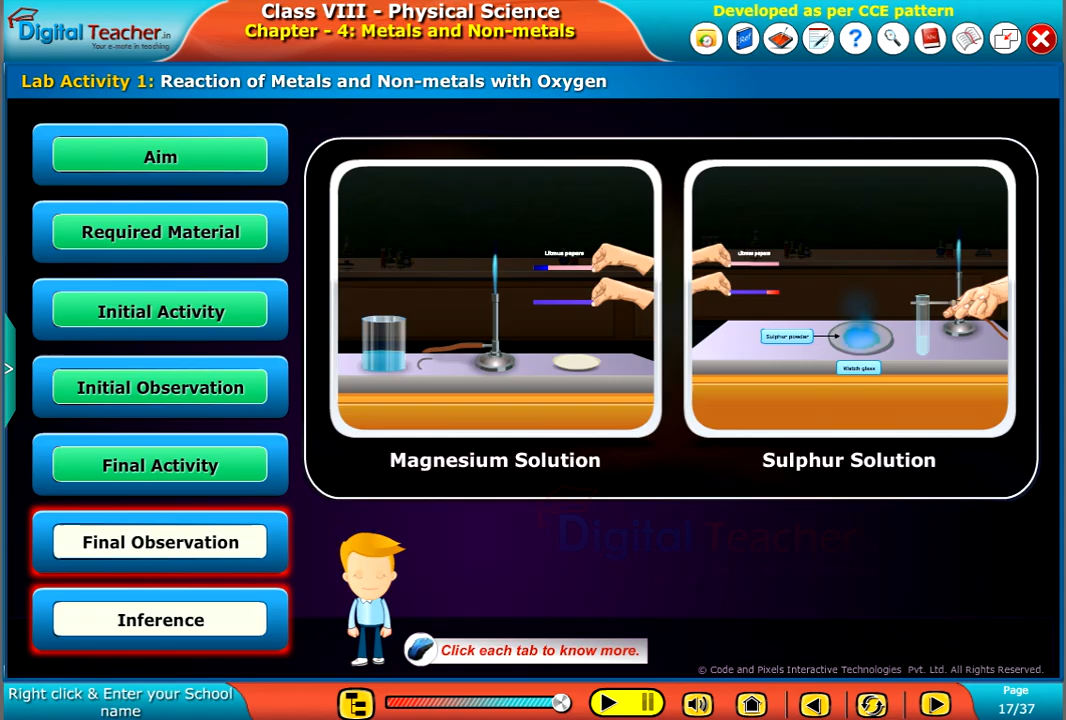 Digital Teacher.in
Your e-mate in teaching
Class VIII - Physical Science
Chapter - 4: Metals and Non-metals
Developed as per CCE pattern
Lab Activity 1: Reaction of Metals and Non-metals with Oxygen
Aim
Required Material
Initial Activity
Initial Observation
Final Activity
Final Observation
Inference
Litmus papers
Litmus papers
Sulphur powder
Watch glass
Magnesium Solution
Sulphur Solution
Digital Teacher
Click each tab to know more.
© Code and Pixels Interactive Technologies Pvt. Ltd. All Rights Reserved.
Right click & Enter your School
name
Page
17/37